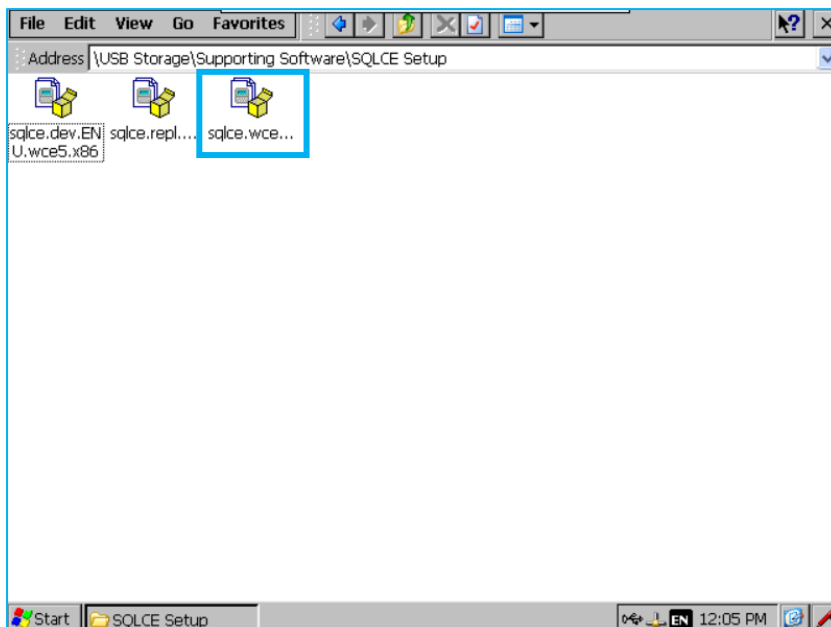 File Edit View Go Favorites
Address \USB Storage\Supporting Software\SQLCE Setup
sqlce.dev.EN sqlce.repl.... sqlce.wce...
U.wce5.x86
Start SQLCE Setup EN 12:05 PM